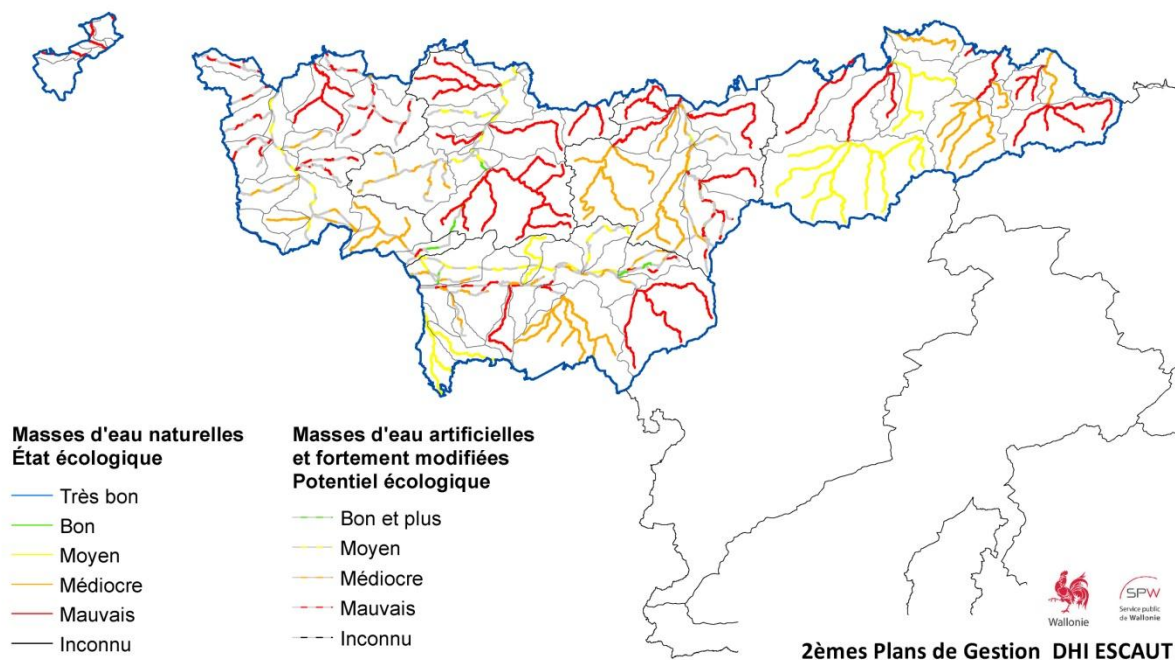 Masses d'eau naturelles
État écologique
Très bon
Bon
Moyen
Médiocre
Mauvais
Inconnu
Masses d'eau artificielles
et fortement modifiées
Potentiel écologique
Bon et plus
Moyen
Médiocre
Mauvais
Inconnu
Wallonie
SPW
Service public
de Wallonie
2èmes Plans de Gestion DHI ESCAUT